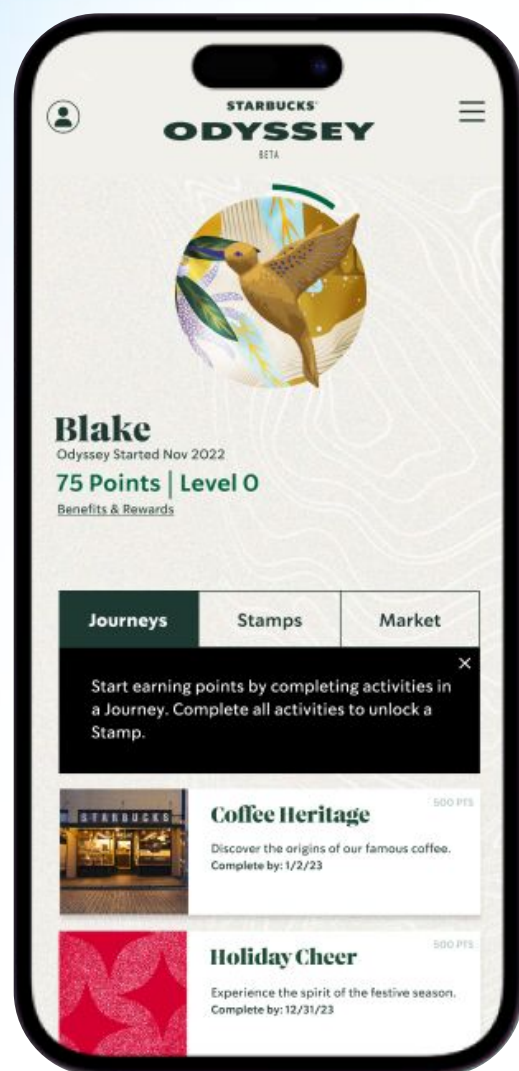 STARBUCKS
ODYSSEY
BETA
Blake
Odyssey Started Nov 2022
75 Points | Level 0
Benefits & Rewards
Journeys Stamps Market
Start earning points by completing activities in
a Journey. Complete all activities to unlock a
Stamp.
STARBUCKS
500 PTS
Coffee Heritage
Discover the origins of our famous coffee.
Complete by: 1/2/23
500 PTS
Holiday Cheer
Experience the spirit of the festive season.
Complete by: 12/31/23